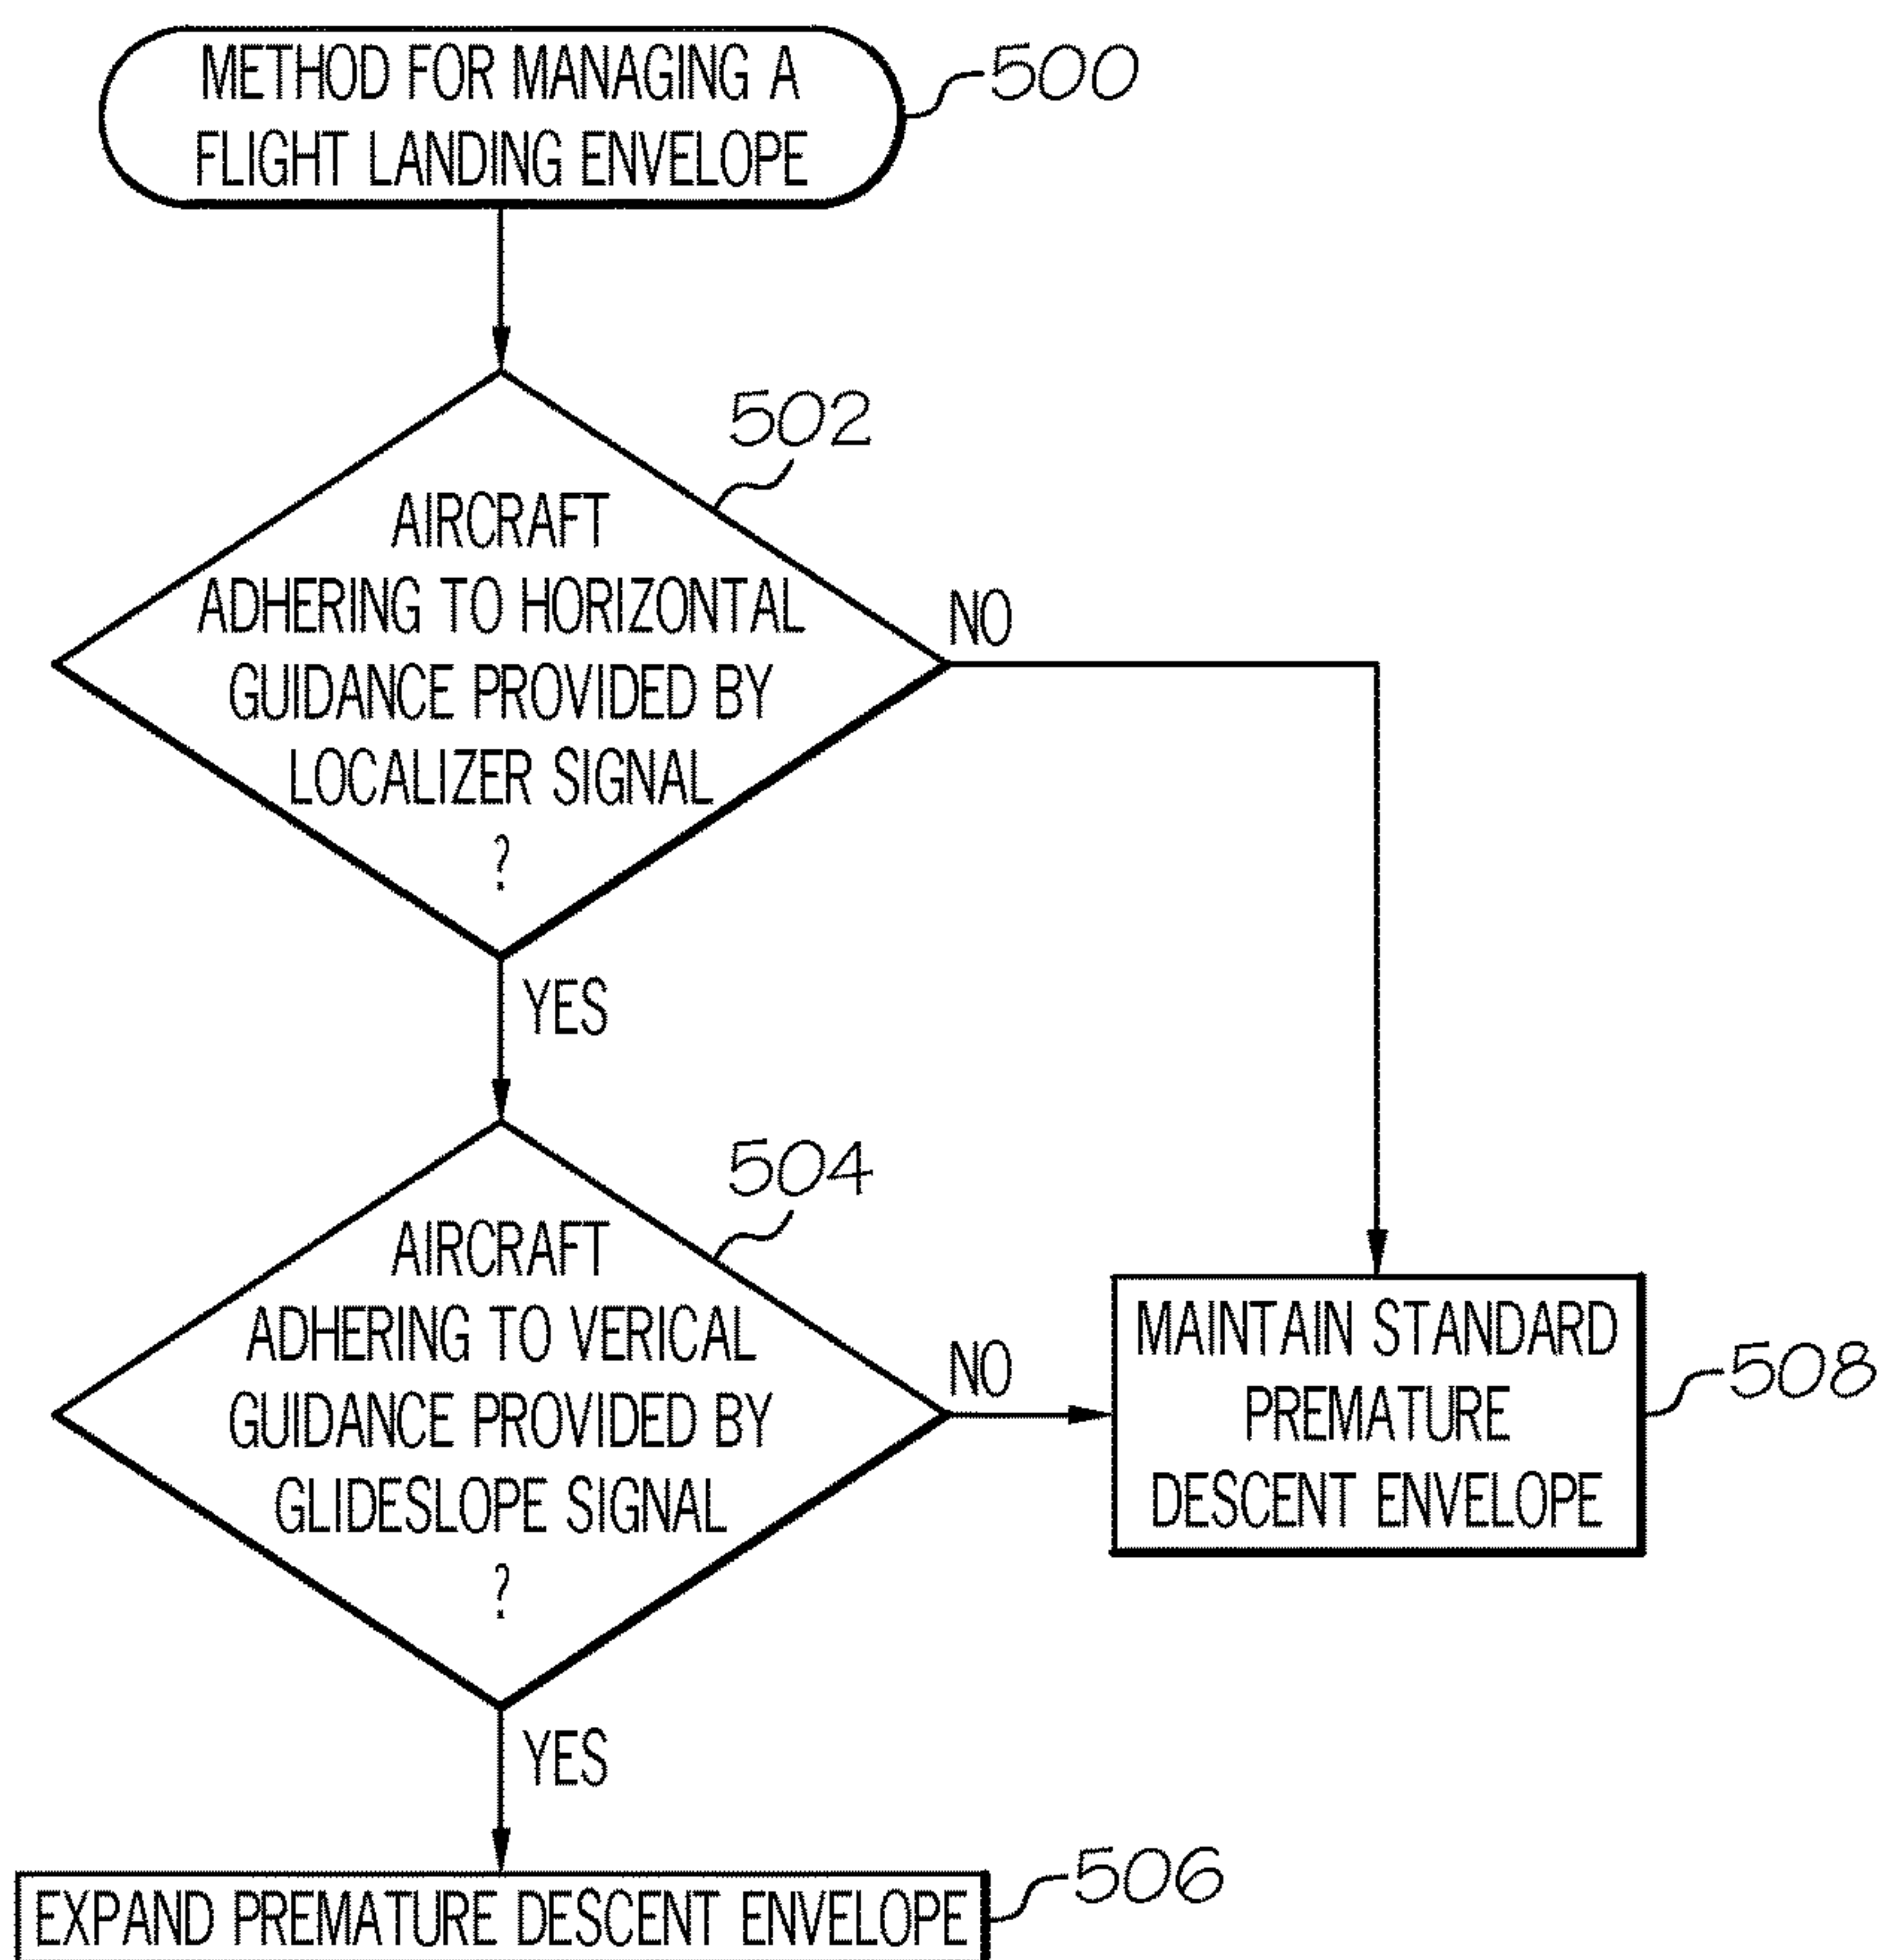 METHOD FOR MANAGING A
FLIGHT LANDING ENVELOPE
500
502
AIRCRAFT
ADHERING TO HORIZONTAL
GUIDANCE PROVIDED BY
LOCALIZER SIGNAL
?
NO
YES
504
AIRCRAFT
ADHERING TO VERICAL
GUIDANCE PROVIDED BY
GLIDESLOPE SIGNAL
?
NO
MAINTAIN STANDARD
PREMATURE
DESCENT ENVELOPE
508
YES
EXPAND PREMATURE DESCENT ENVELOPE
506